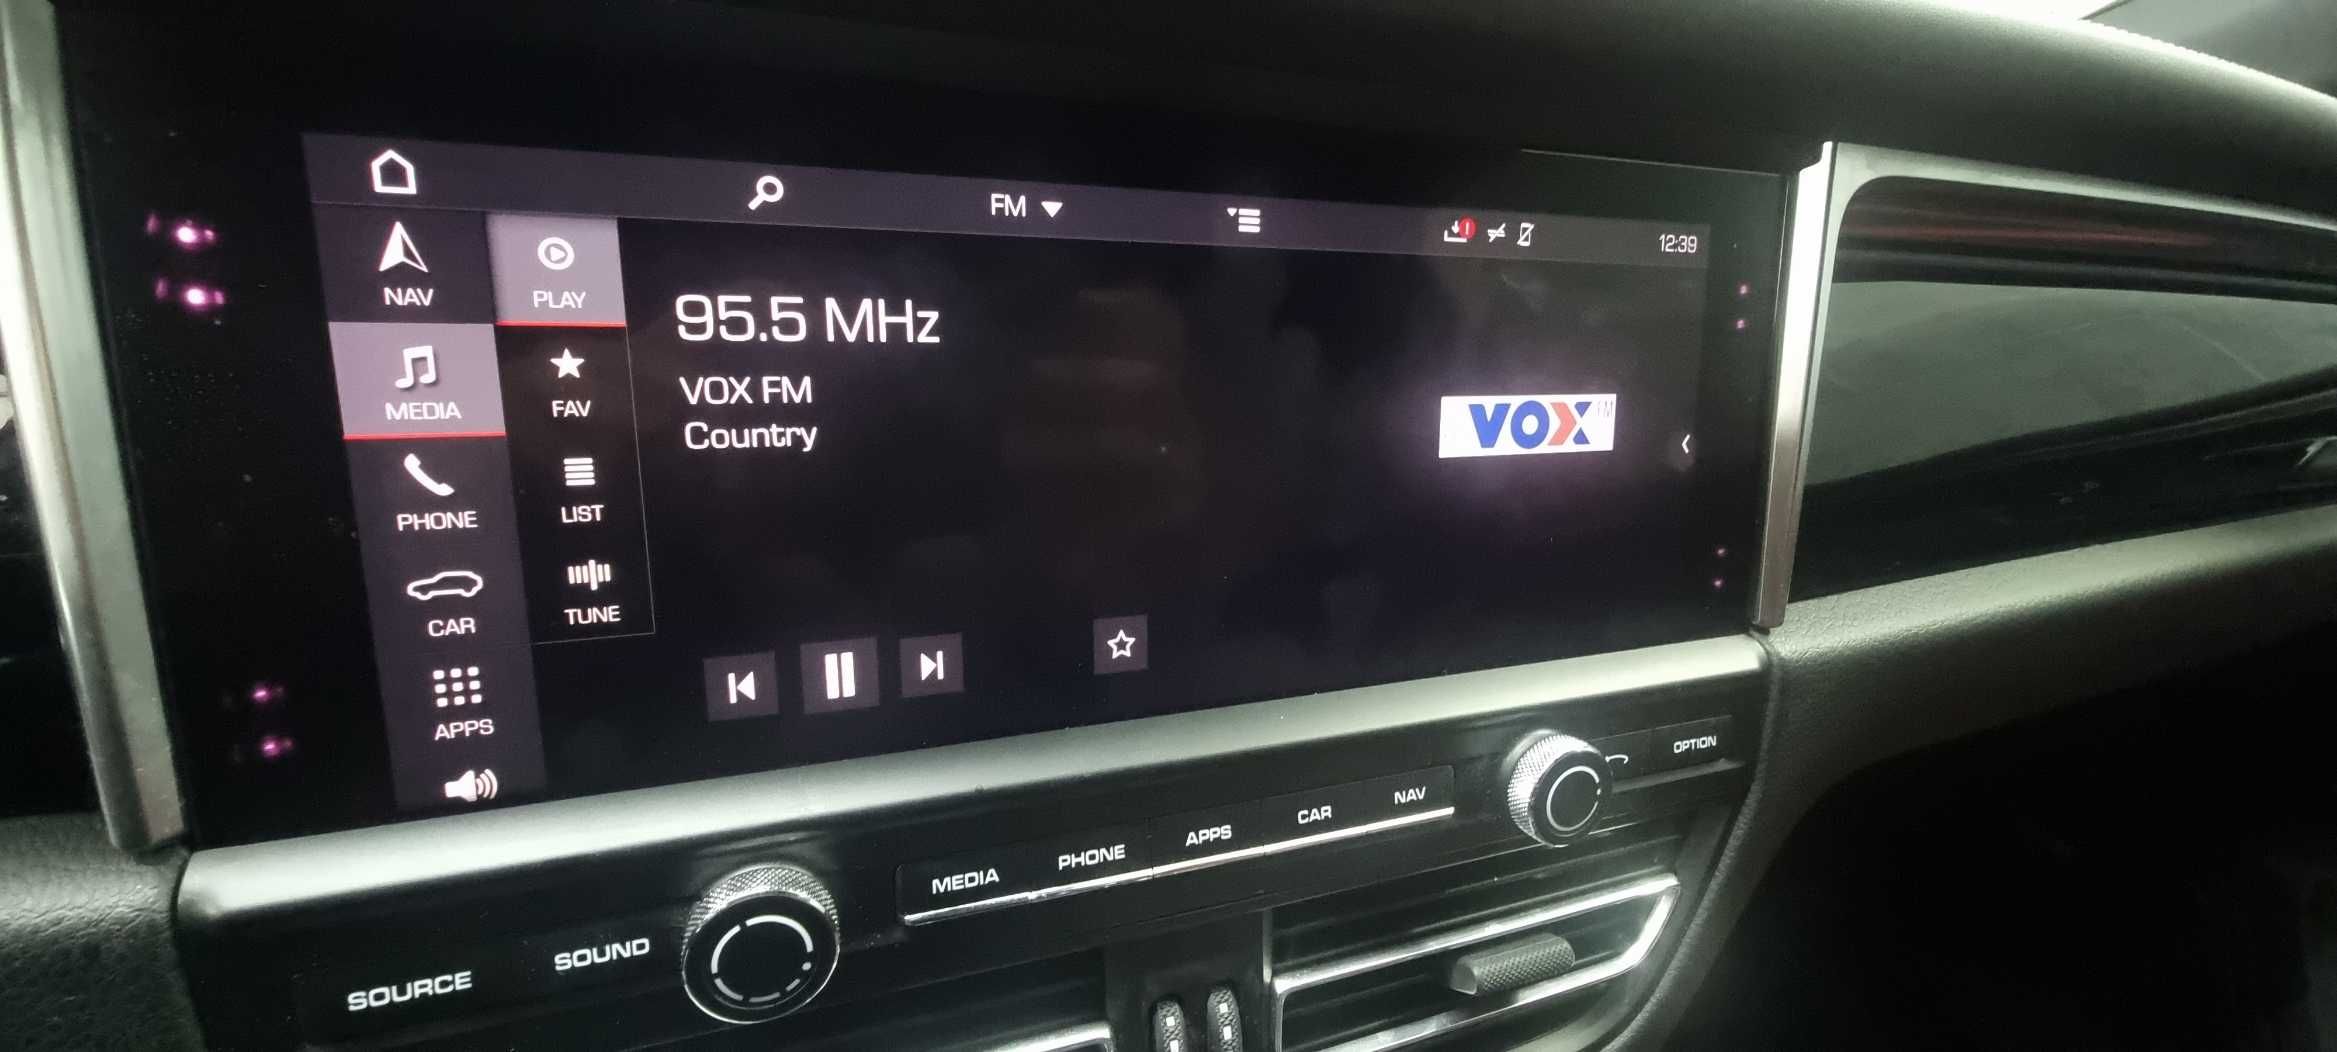 FM
12:39
NAV
PLAY
95.5 MHz
MEDIA
FAV
VOX FM
Country
VOX FM
PHONE
LIST
CAR
TUNE
APPS
SOURCE
SOUND
MEDIA
PHONE
APPS
CAR
NAV
OPTION